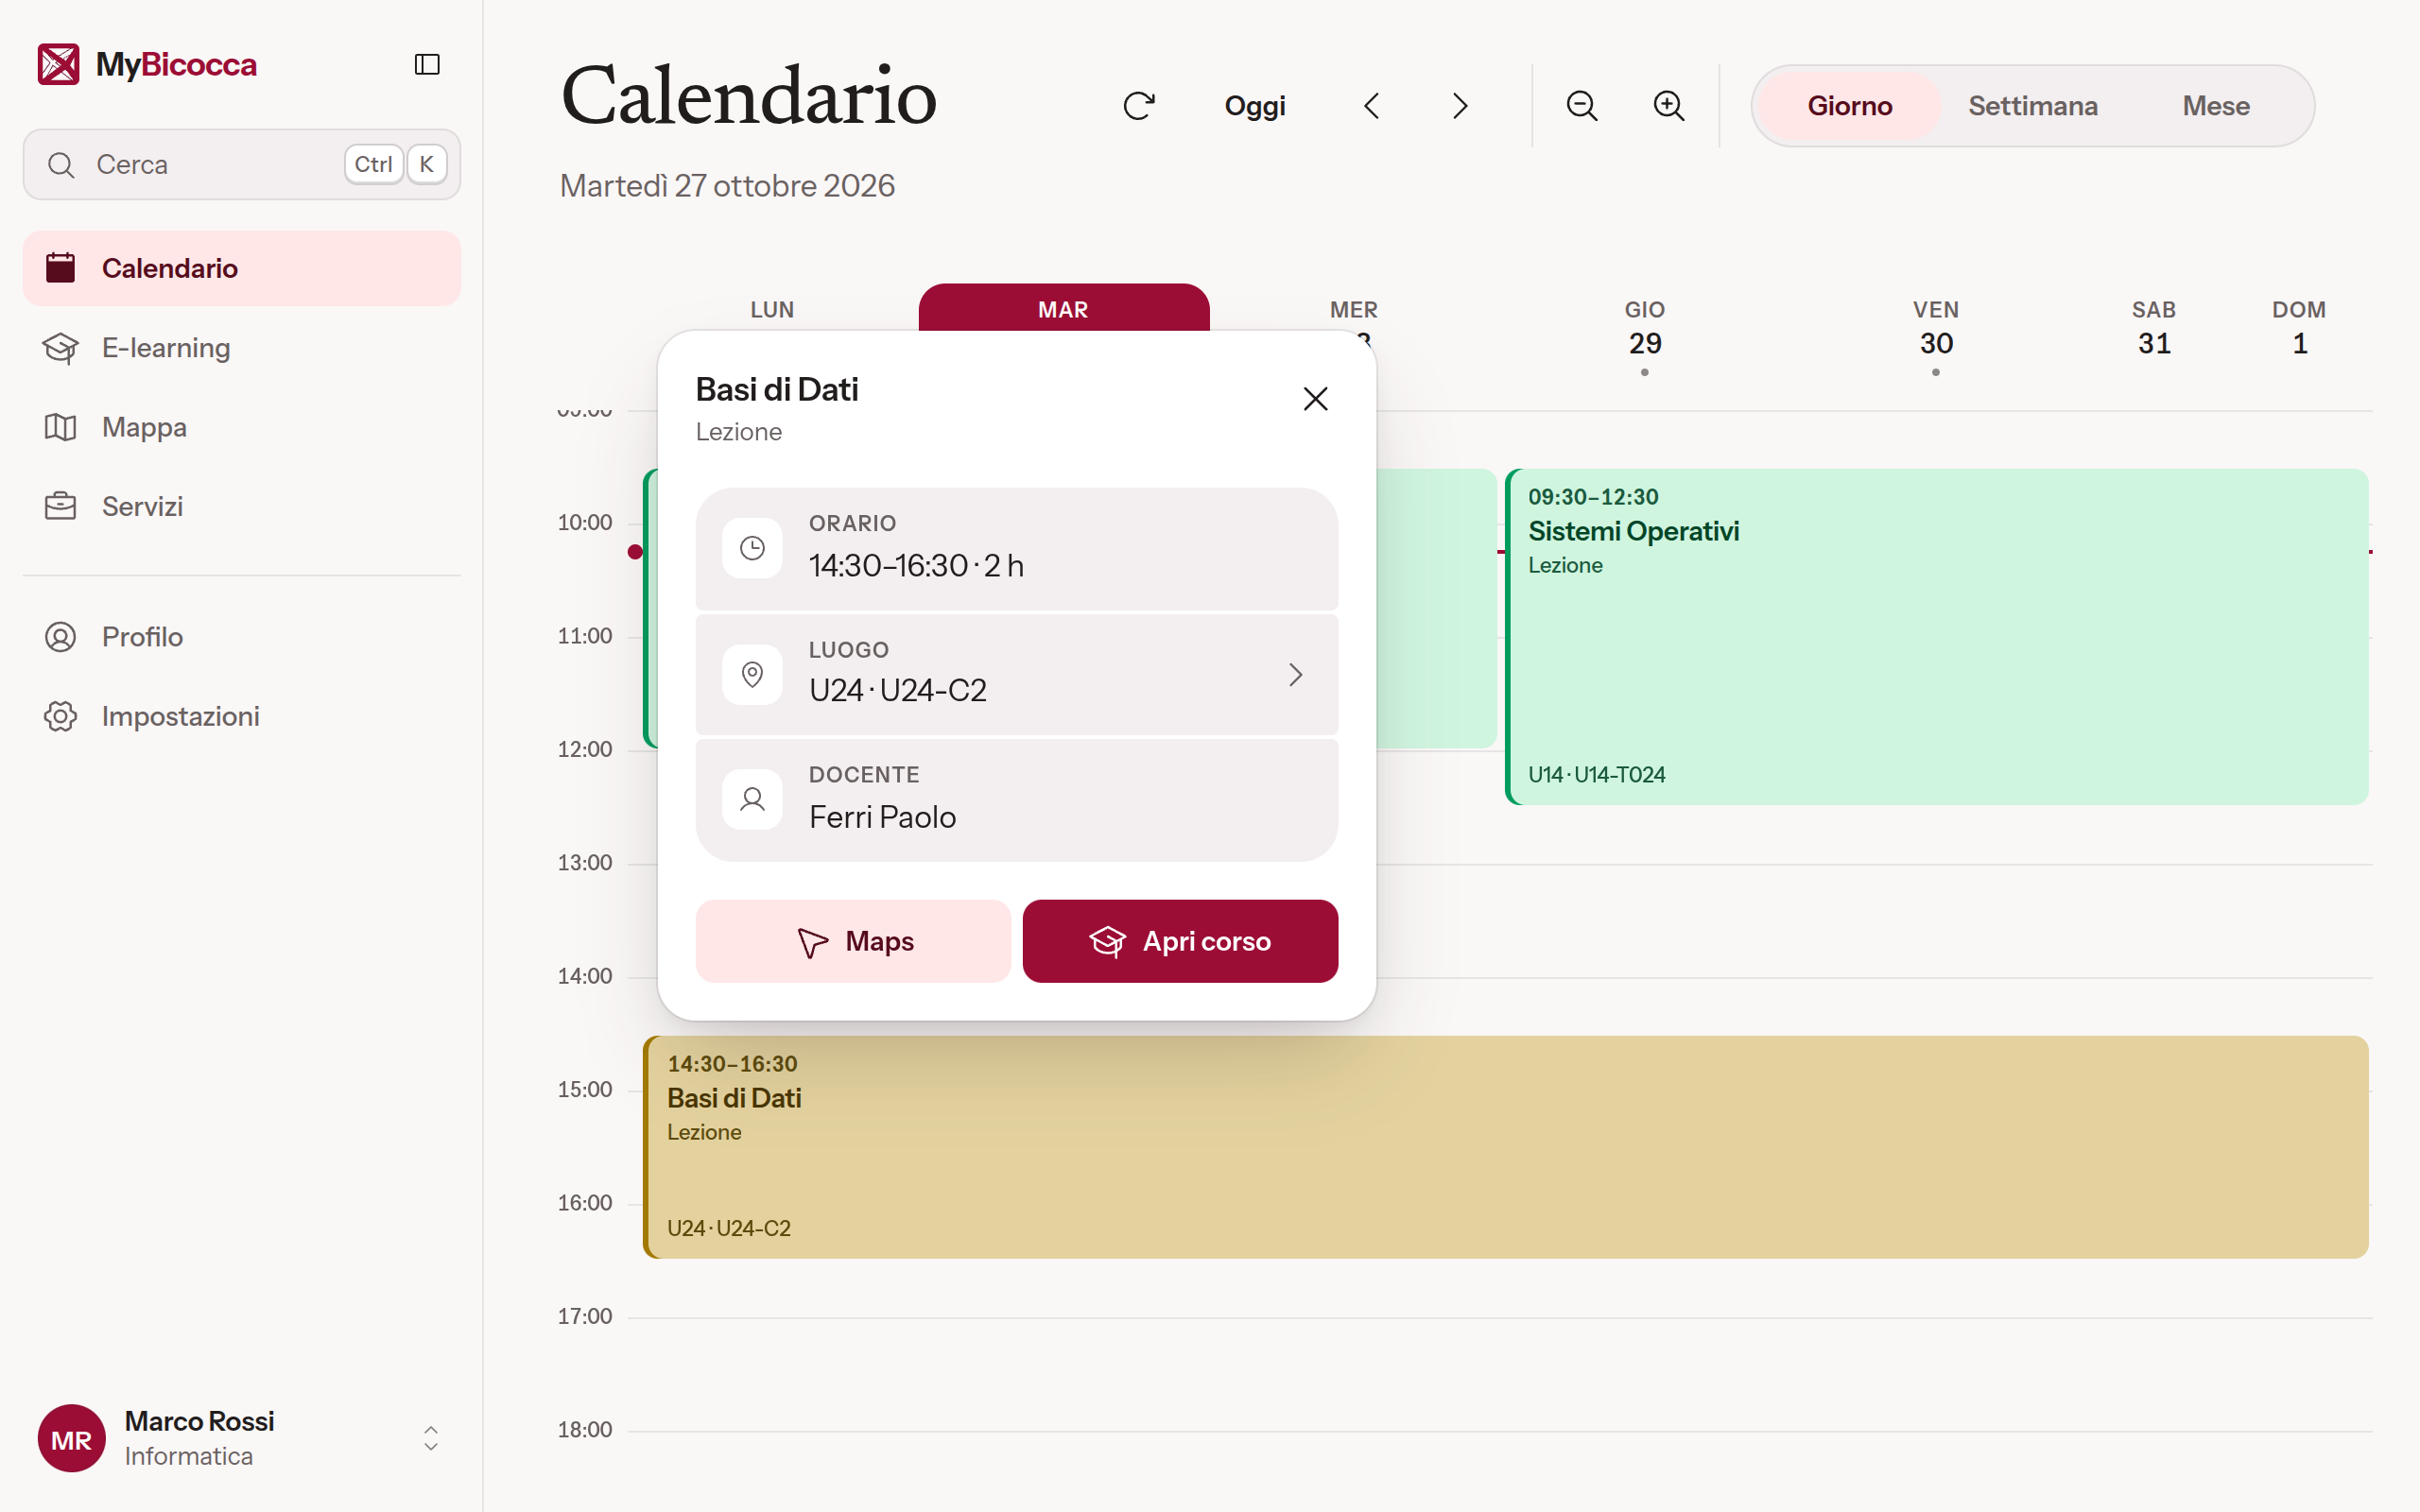 MyBicocca
Cerca
Ctrl K
Calendario
E-learning
Mappa
Servizi
Profilo
Impostazioni
MR
Marco Rossi
Informatica
Calendario
Martedì 27 ottobre 2026
Oggi
Giorno Settimana Mese
LUN MAR MER GIO VEN SAB DOM
29 30 31 1
10:00
11:00
12:00
13:00
14:00
15:00
16:00
17:00
18:00
Basi di Dati
Lezione
ORARIO
14:30–16:30 · 2 h
LUOGO
U24 · U24-C2
DOCENTE
Ferri Paolo
Maps
Apri corso
09:30–12:30
Sistemi Operativi
Lezione
U14 · U14-T024
14:30–16:30
Basi di Dati
Lezione
U24 · U24-C2